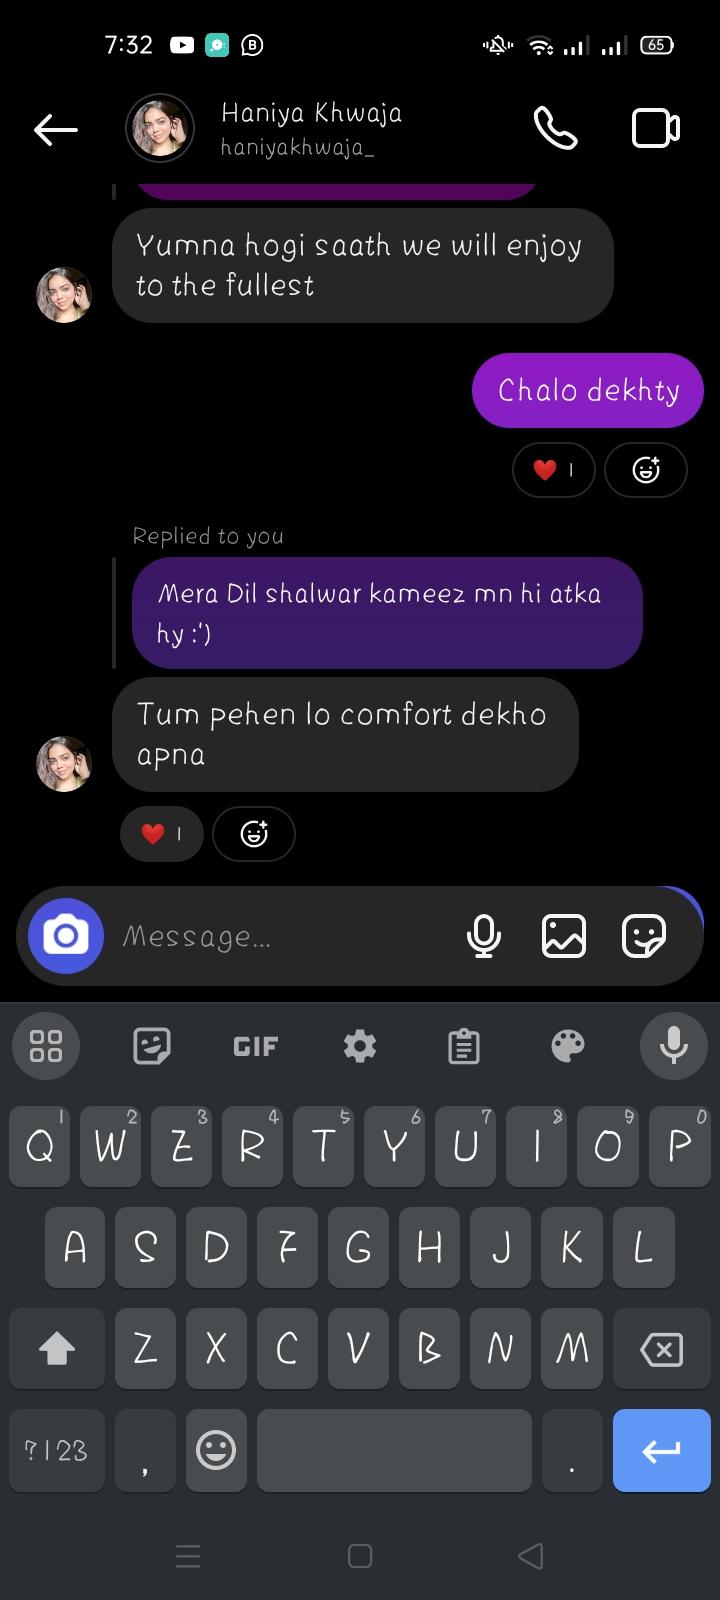 7:32
65
Haniya Khwaja
haniyakhwaja_
Yumna hogi saath we will enjoy
to the fullest
Chalo dekhty
1
Replied to you
Mera Dil shalwar kameez mn hi atka
hy :')
Tum pehen lo comfort dekho
apna
1
Message...
GIF
1 2 3 4 5 6 7 8 9 0
Q W E R T Y U I O P
A S D F G H J K L
Z X C V B N M
?123 , .